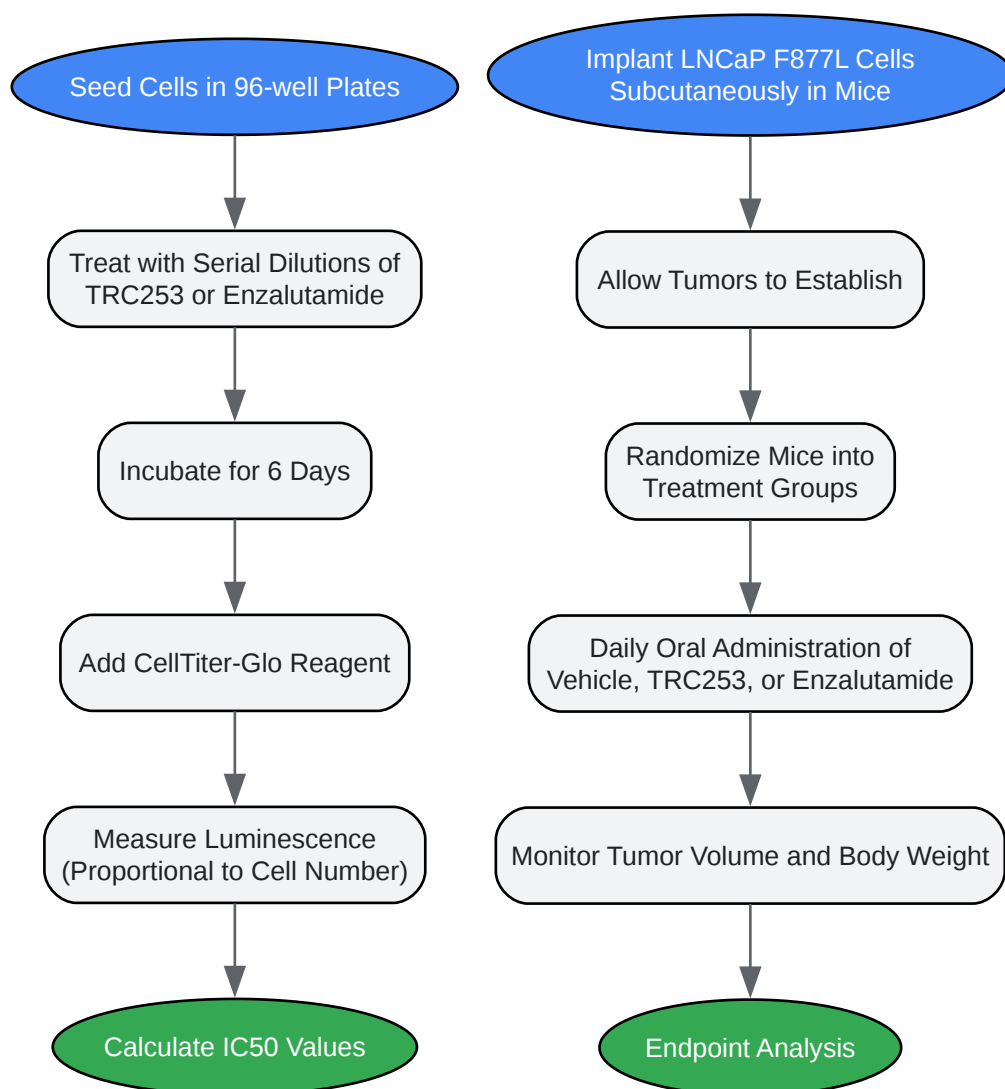 Seed Cells in 96-well Plates
Treat with Serial Dilutions of
TRC253 or Enzalutamide
Incubate for 6 Days
Add CellTiter-Glo Reagent
Measure Luminescence
(Proportional to Cell Number)
Calculate IC50 Values
Implant LNCaP F877L Cells
Subcutaneously in Mice
Allow Tumors to Establish
Randomize Mice into
Treatment Groups
Daily Oral Administration of
Vehicle, TRC253, or Enzalutamide
Monitor Tumor Volume and Body Weight
Endpoint Analysis